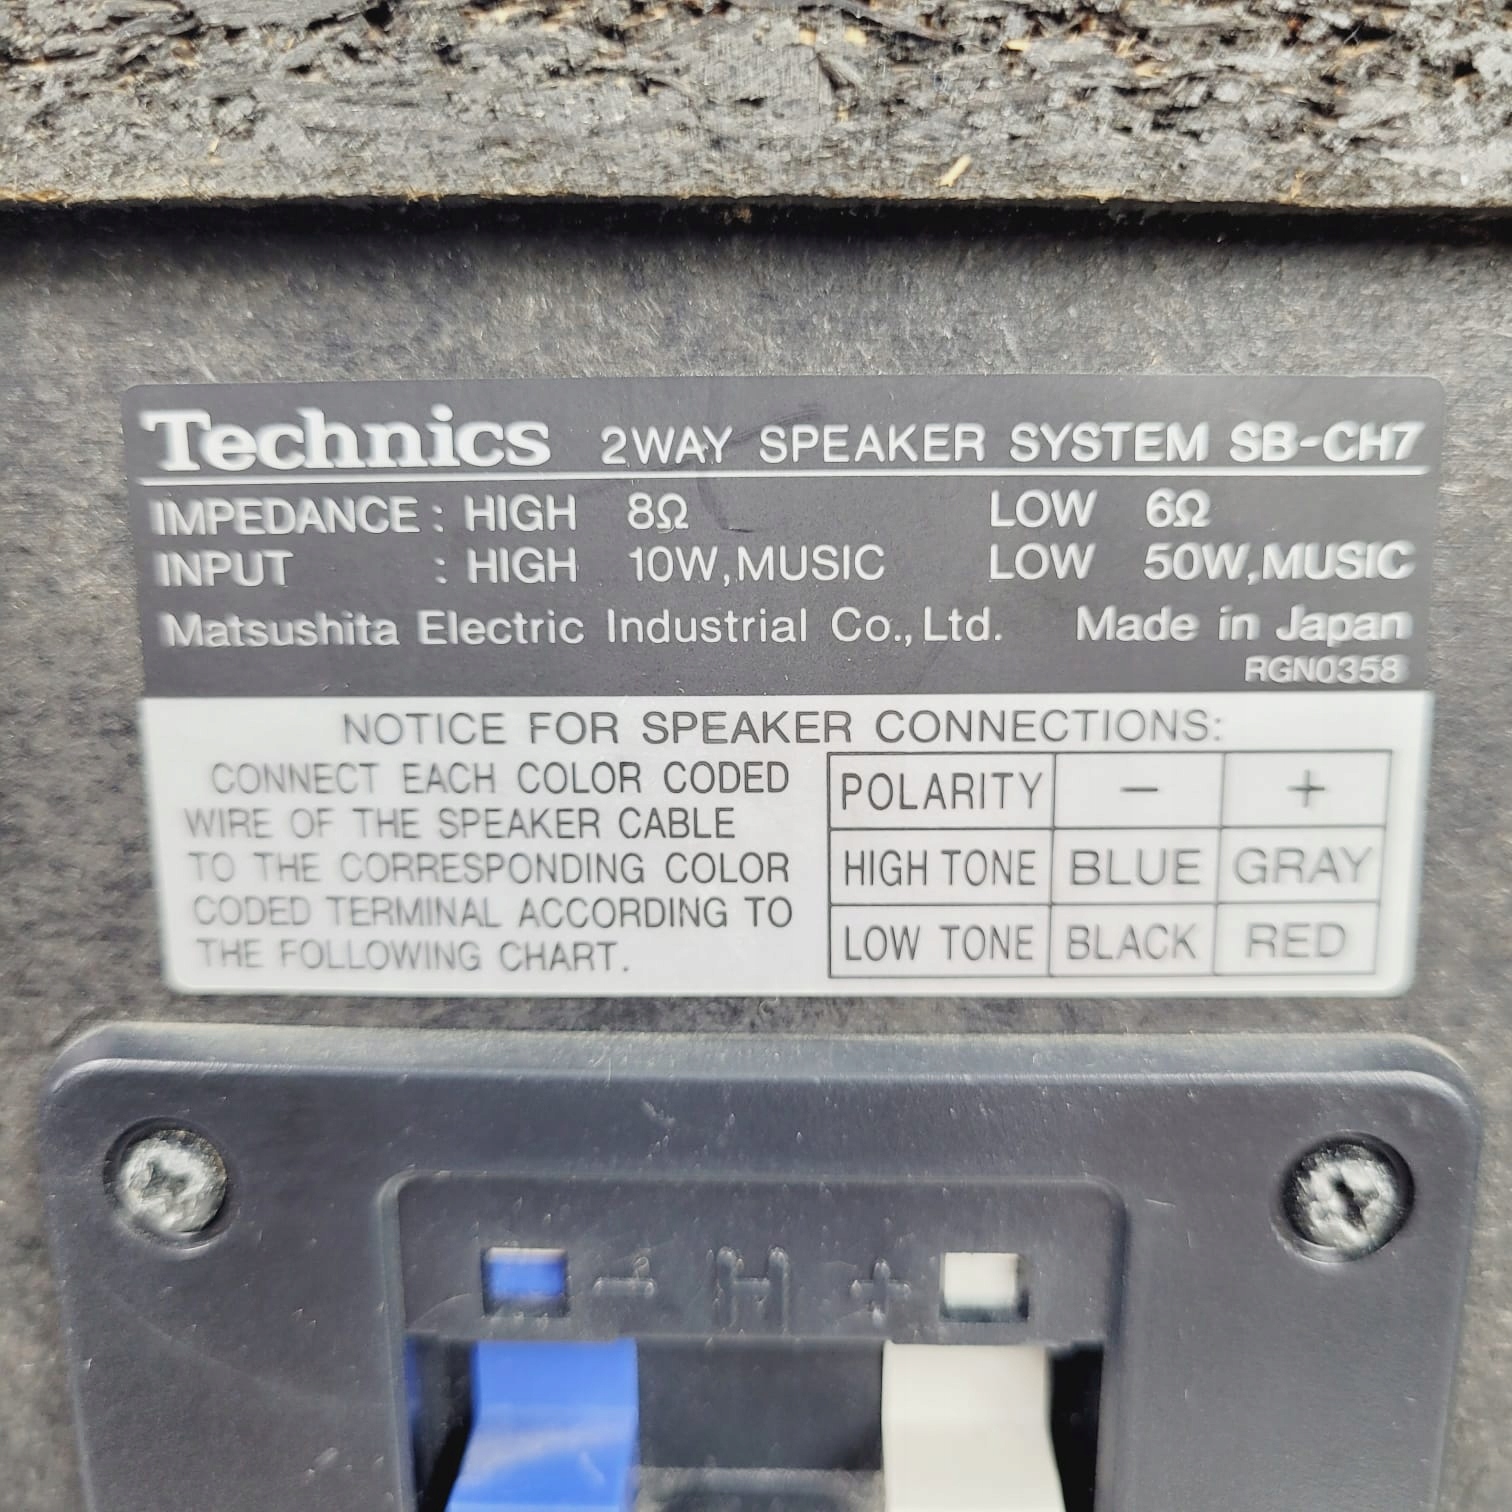 Technics 2WAY SPEAKER SYSTEM SB-CH7
IMPEDANCE : HIGH 8Ω LOW 6Ω
INPUT : HIGH 10W,MUSIC LOW 50W,MUSIC
Matsushita Electric Industrial Co., Ltd. Made in Japan
RGN0358
NOTICE FOR SPEAKER CONNECTIONS:
CONNECT EACH COLOR CODED
WIRE OF THE SPEAKER CABLE
TO THE CORRESPONDING COLOR
CODED TERMINAL ACCORDING TO
THE FOLLOWING CHART.
POLARITY − +
HIGH TONE BLUE GRAY
LOW TONE BLACK RED
− H +